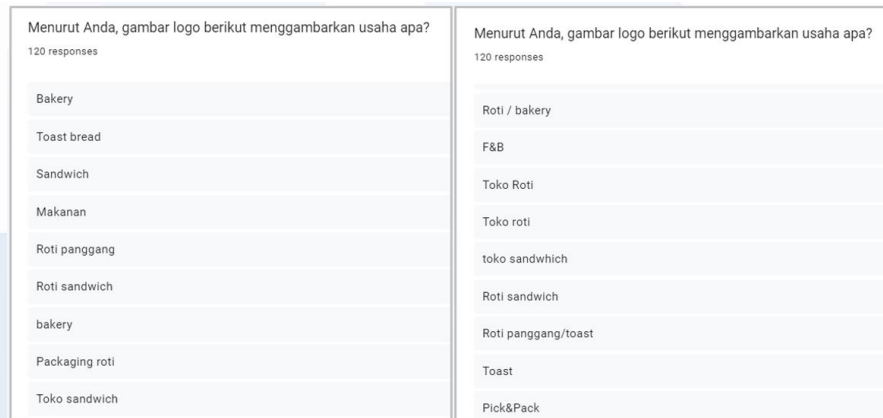 Menurut Anda, gambar logo berikut menggambarkan usaha apa?
120 responses
Bakery
Toast bread
Sandwich
Makanan
Roti panggang
Roti sandwich
bakery
Packaging roti
Toko sandwich
Menurut Anda, gambar logo berikut menggambarkan usaha apa?
120 responses
Roti / bakery
F&B
Toko Roti
Toko roti
toko sandwhich
Roti sandwich
Roti panggang/toast
Toast
Pick&Pack